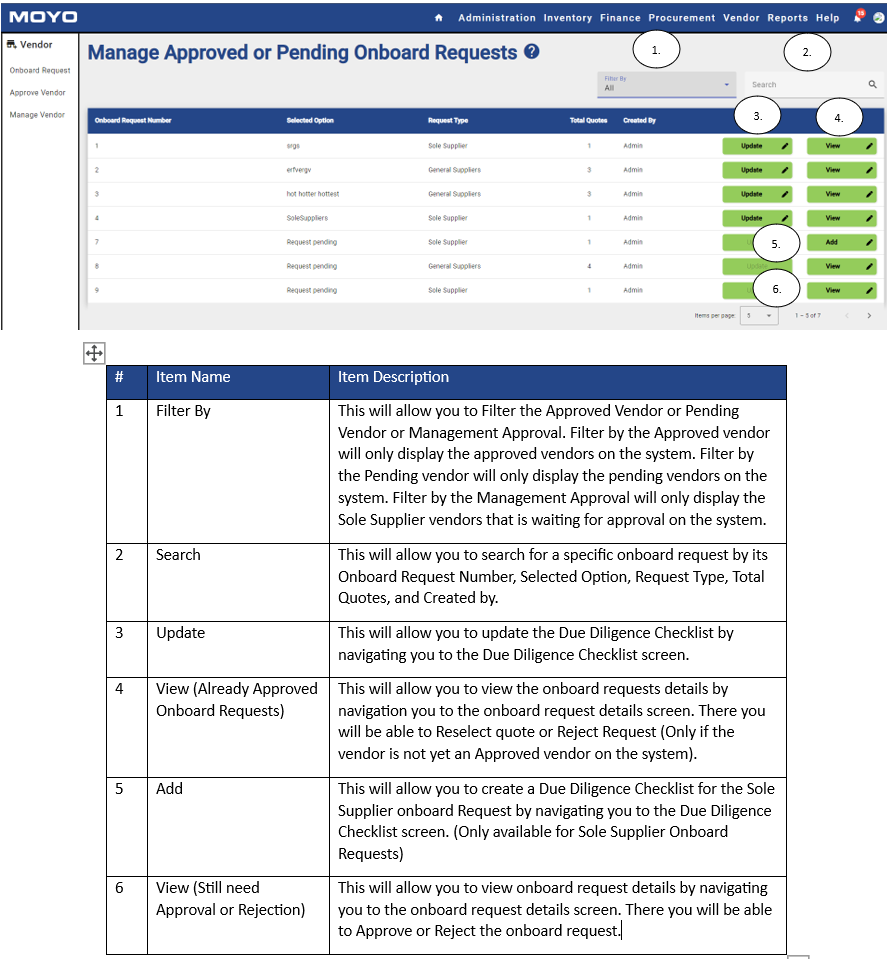 MOYO
Administration Inventory Finance Procurement Vendor Reports Help 15
Vendor
Onboard Request
Approve Vendor
Manage Vendor
Manage Approved or Pending Onboard Requests ?
1.
2.
Filter By
All
Search
3.
4.
Onboard Request Number Selected Option Request Type Total Quotes Created By
1 srgs Sole Supplier 1 Admin Update View
2 erfvergv General Suppliers 3 Admin Update View
3 hot hotter hottest General Suppliers 3 Admin Update View
4 SoleSuppliers Sole Supplier 1 Admin Update View
7 Request pending Sole Supplier 1 Admin 5. Add
8 Request pending General Suppliers 4 Admin View
9 Request pending Sole Supplier 1 Admin 6. View
Items per page: 5 1 – 5 of 7
# Item Name Item Description
1 Filter By This will allow you to Filter the Approved Vendor or Pending
Vendor or Management Approval. Filter by the Approved vendor
will only display the approved vendors on the system. Filter by
the Pending vendor will only display the pending vendors on the
system. Filter by the Management Approval will only display the
Sole Supplier vendors that is waiting for approval on the system.
2 Search This will allow you to search for a specific onboard request by its
Onboard Request Number, Selected Option, Request Type, Total
Quotes, and Created by.
3 Update This will allow you to update the Due Diligence Checklist by
navigating you to the Due Diligence Checklist screen.
4 View (Already Approved This will allow you to view the onboard requests details by
Onboard Requests) navigation you to the onboard request details screen. There you
will be able to Reselect quote or Reject Request (Only if the
vendor is not yet an Approved vendor on the system).
5 Add This will allow you to create a Due Diligence Checklist for the Sole
Supplier onboard Request by navigating you to the Due Diligence
Checklist screen. (Only available for Sole Supplier Onboard
Requests)
6 View (Still need This will allow you to view onboard request details by navigating
Approval or Rejection) you to the onboard request details screen. There you will be able
to Approve or Reject the onboard request.